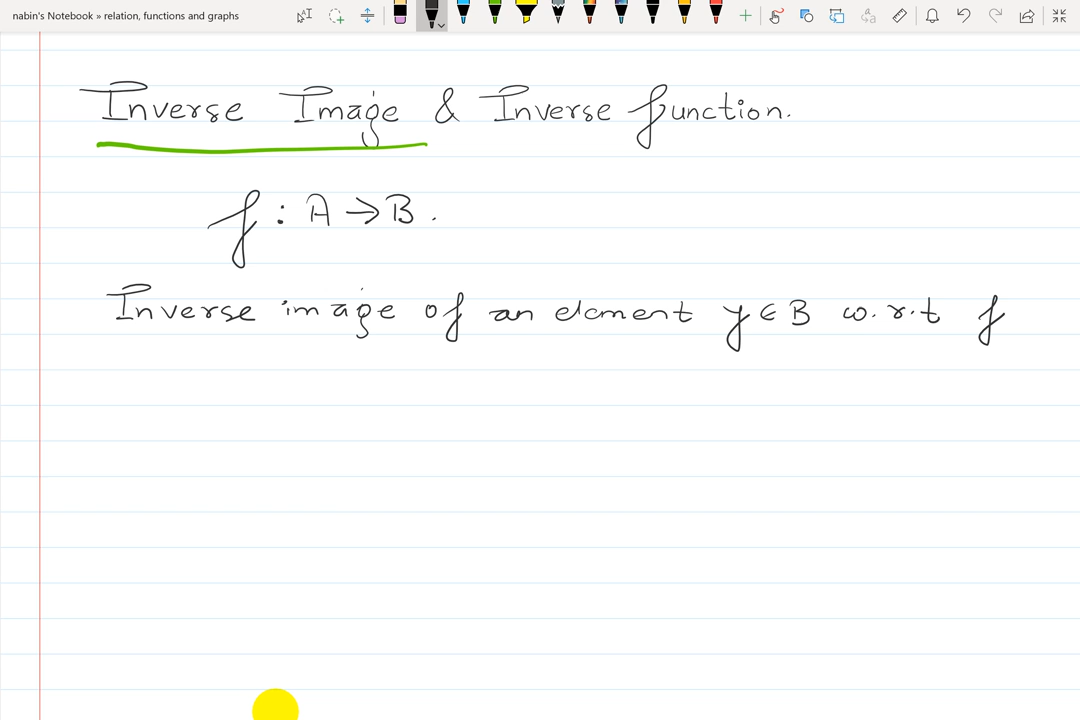 nabin's Notebook » relation, functions and graphs
Inverse Image & Inverse function.
f : A → B .
Inverse image of an element y ∈ B w.r.t f